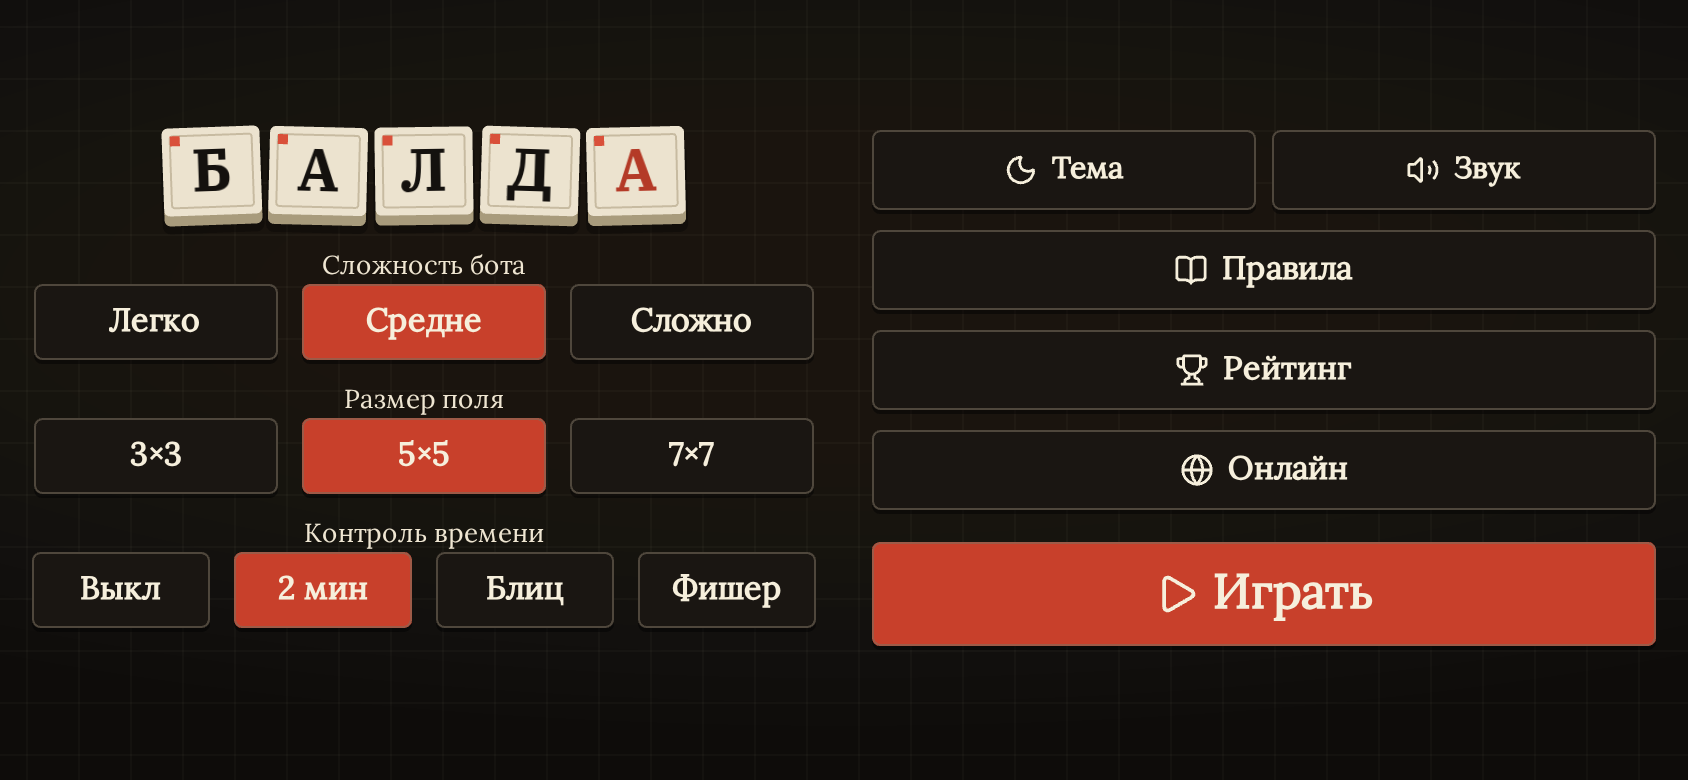 БАЛДА
Сложность бота
Легко Средне Сложно
Размер поля
3×3 5×5 7×7
Контроль времени
Выкл 2 мин Блиц Фишер
Тема Звук
Правила
Рейтинг
Онлайн
Играть